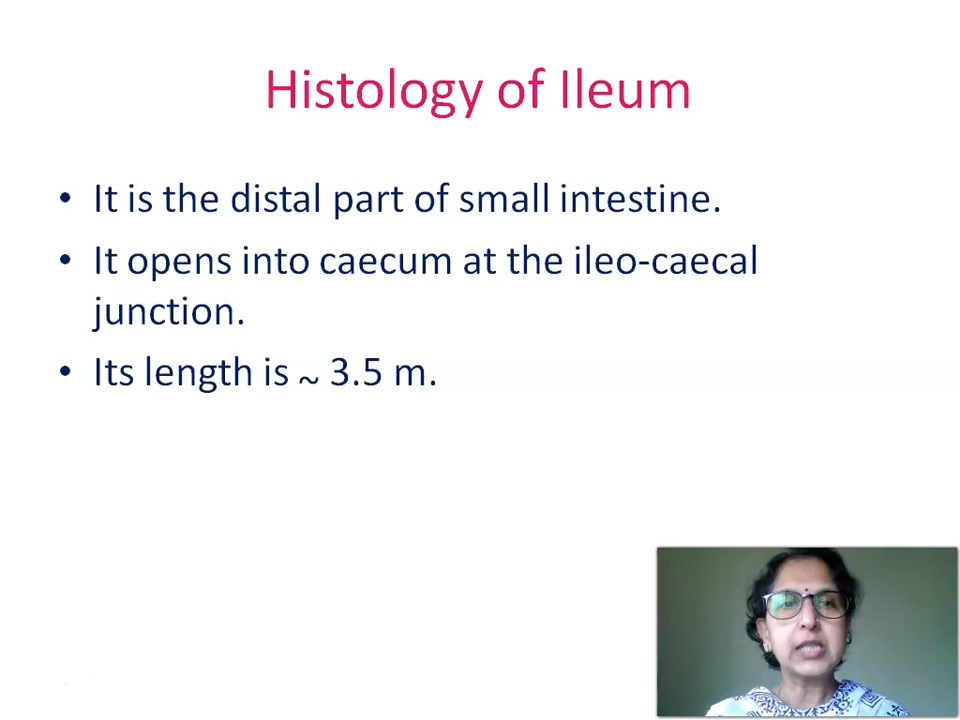 Histology of Ileum
• It is the distal part of small intestine.
• It opens into caecum at the ileo-caecal
junction.
• Its length is ~ 3.5 m.